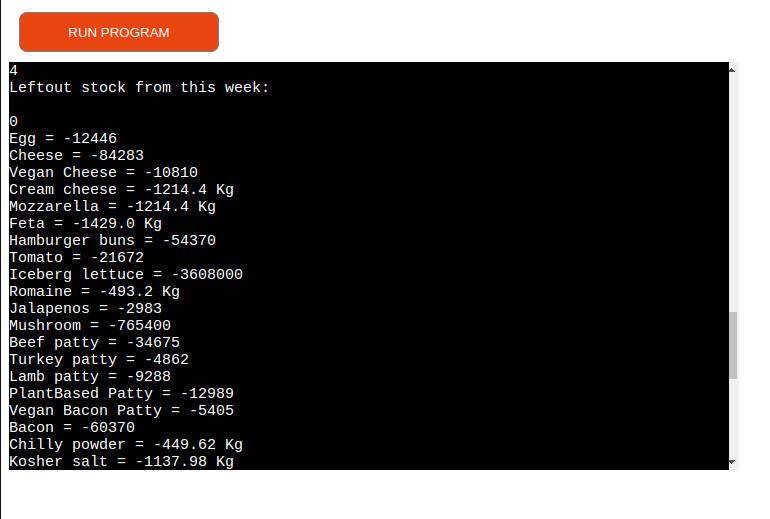 RUN PROGRAM
4
Leftout stock from this week:
0
Egg = -12446
Cheese = -84283
Vegan Cheese = -10810
Cream cheese = -1214.4 Kg
Mozzarella = -1214.4 Kg
Feta = -1429.0 Kg
Hamburger buns = -54370
Tomato = -21672
Iceberg lettuce = -3608000
Romaine = -493.2 Kg
Jalapenos = -2983
Mushroom = -765400
Beef patty = -34675
Turkey patty = -4862
Lamb patty = -9288
PlantBased Patty = -12989
Vegan Bacon Patty = -5405
Bacon = -60370
Chilly powder = -449.62 Kg
Kosher salt = -1137.98 Kg